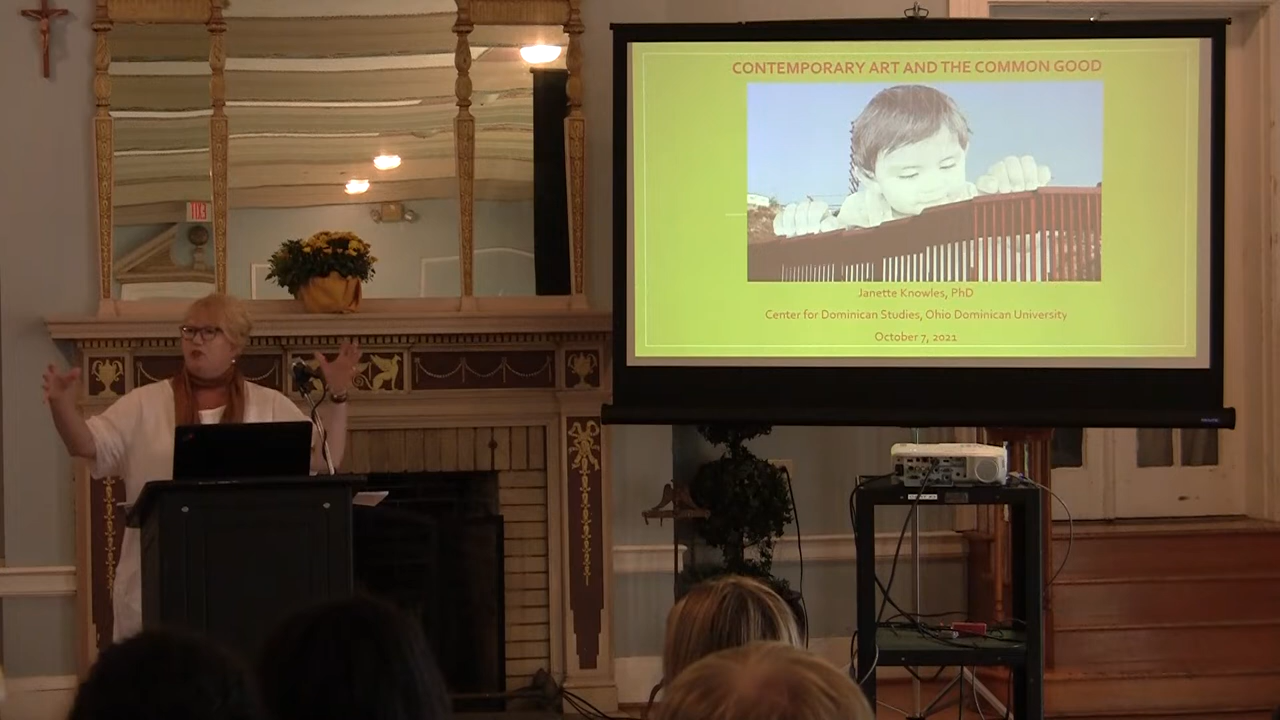 CONTEMPORARY ART AND THE COMMON GOOD
Janette Knowles, PhD
Center for Dominican Studies, Ohio Dominican University
October 7, 2021